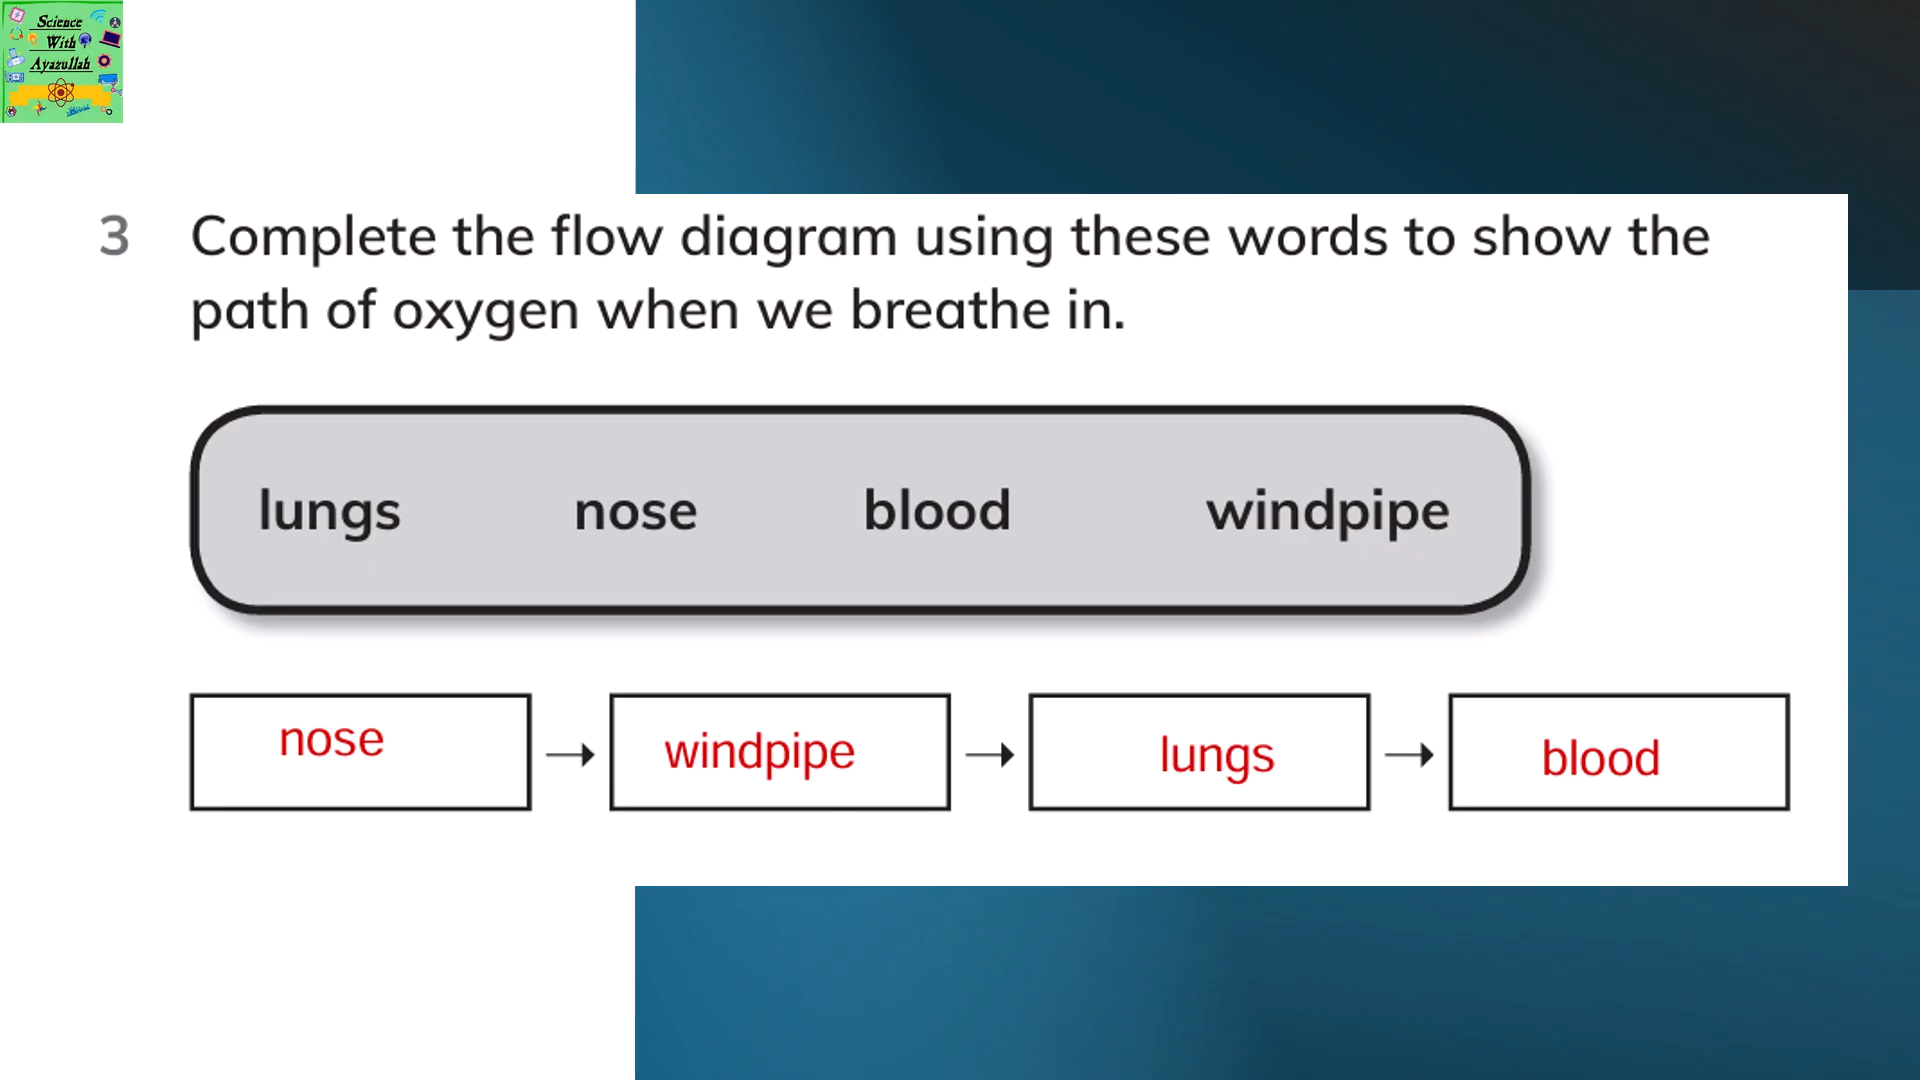 Science
With
Ayazullah
3 Complete the flow diagram using these words to show the
path of oxygen when we breathe in.
lungs nose blood windpipe
nose → windpipe → lungs → blood